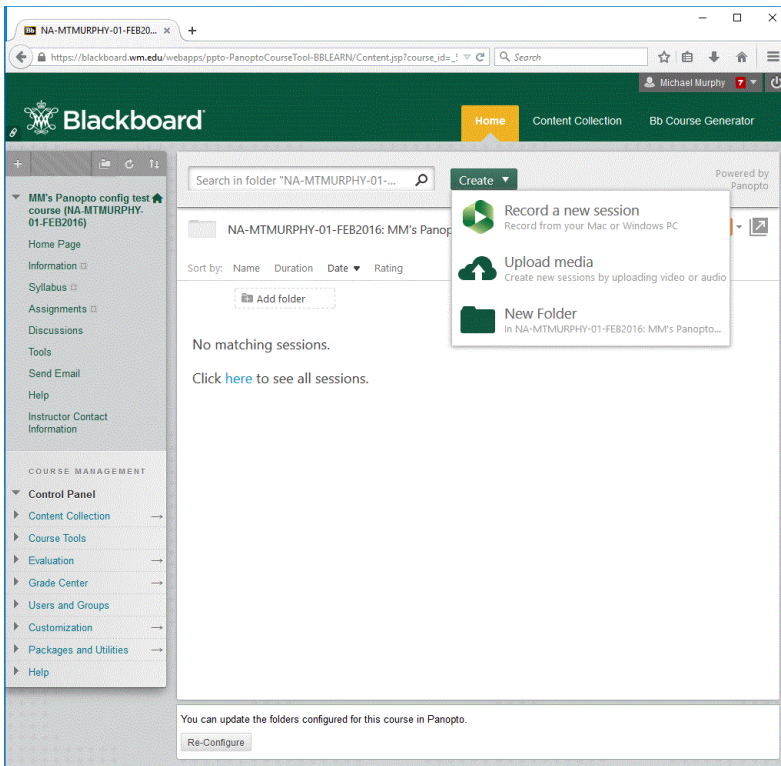 Bb NA-MTMURPHY-01-FEB20... × +
https://blackboard.wm.edu/webapps/ppto-PanoptoCourseTool-BBLEARN/Content.jsp?course_id=_ Search
Michael Murphy 7
Blackboard
Home Content Collection Bb Course Generator
Search in folder "NA-MTMURPHY-01-... Create Powered by
Panopto
MM's Panopto config test
course (NA-MTMURPHY-
01-FEB2016)
Home Page
Information
Syllabus
Assignments
Discussions
Tools
Send Email
Help
Instructor Contact
Information
COURSE MANAGEMENT
Control Panel
Content Collection
Course Tools
Evaluation
Grade Center
Users and Groups
Customization
Packages and Utilities
Help
NA-MTMURPHY-01-FEB2016: MM's Panop
Sort by: Name Duration Date Rating
Add folder
No matching sessions.
Click here to see all sessions.
Record a new session
Record from your Mac or Windows PC
Upload media
Create new sessions by uploading video or audio
New Folder
In NA-MTMURPHY-01-FEB2016: MM's Panopto...
You can update the folders configured for this course in Panopto.
Re-Configure